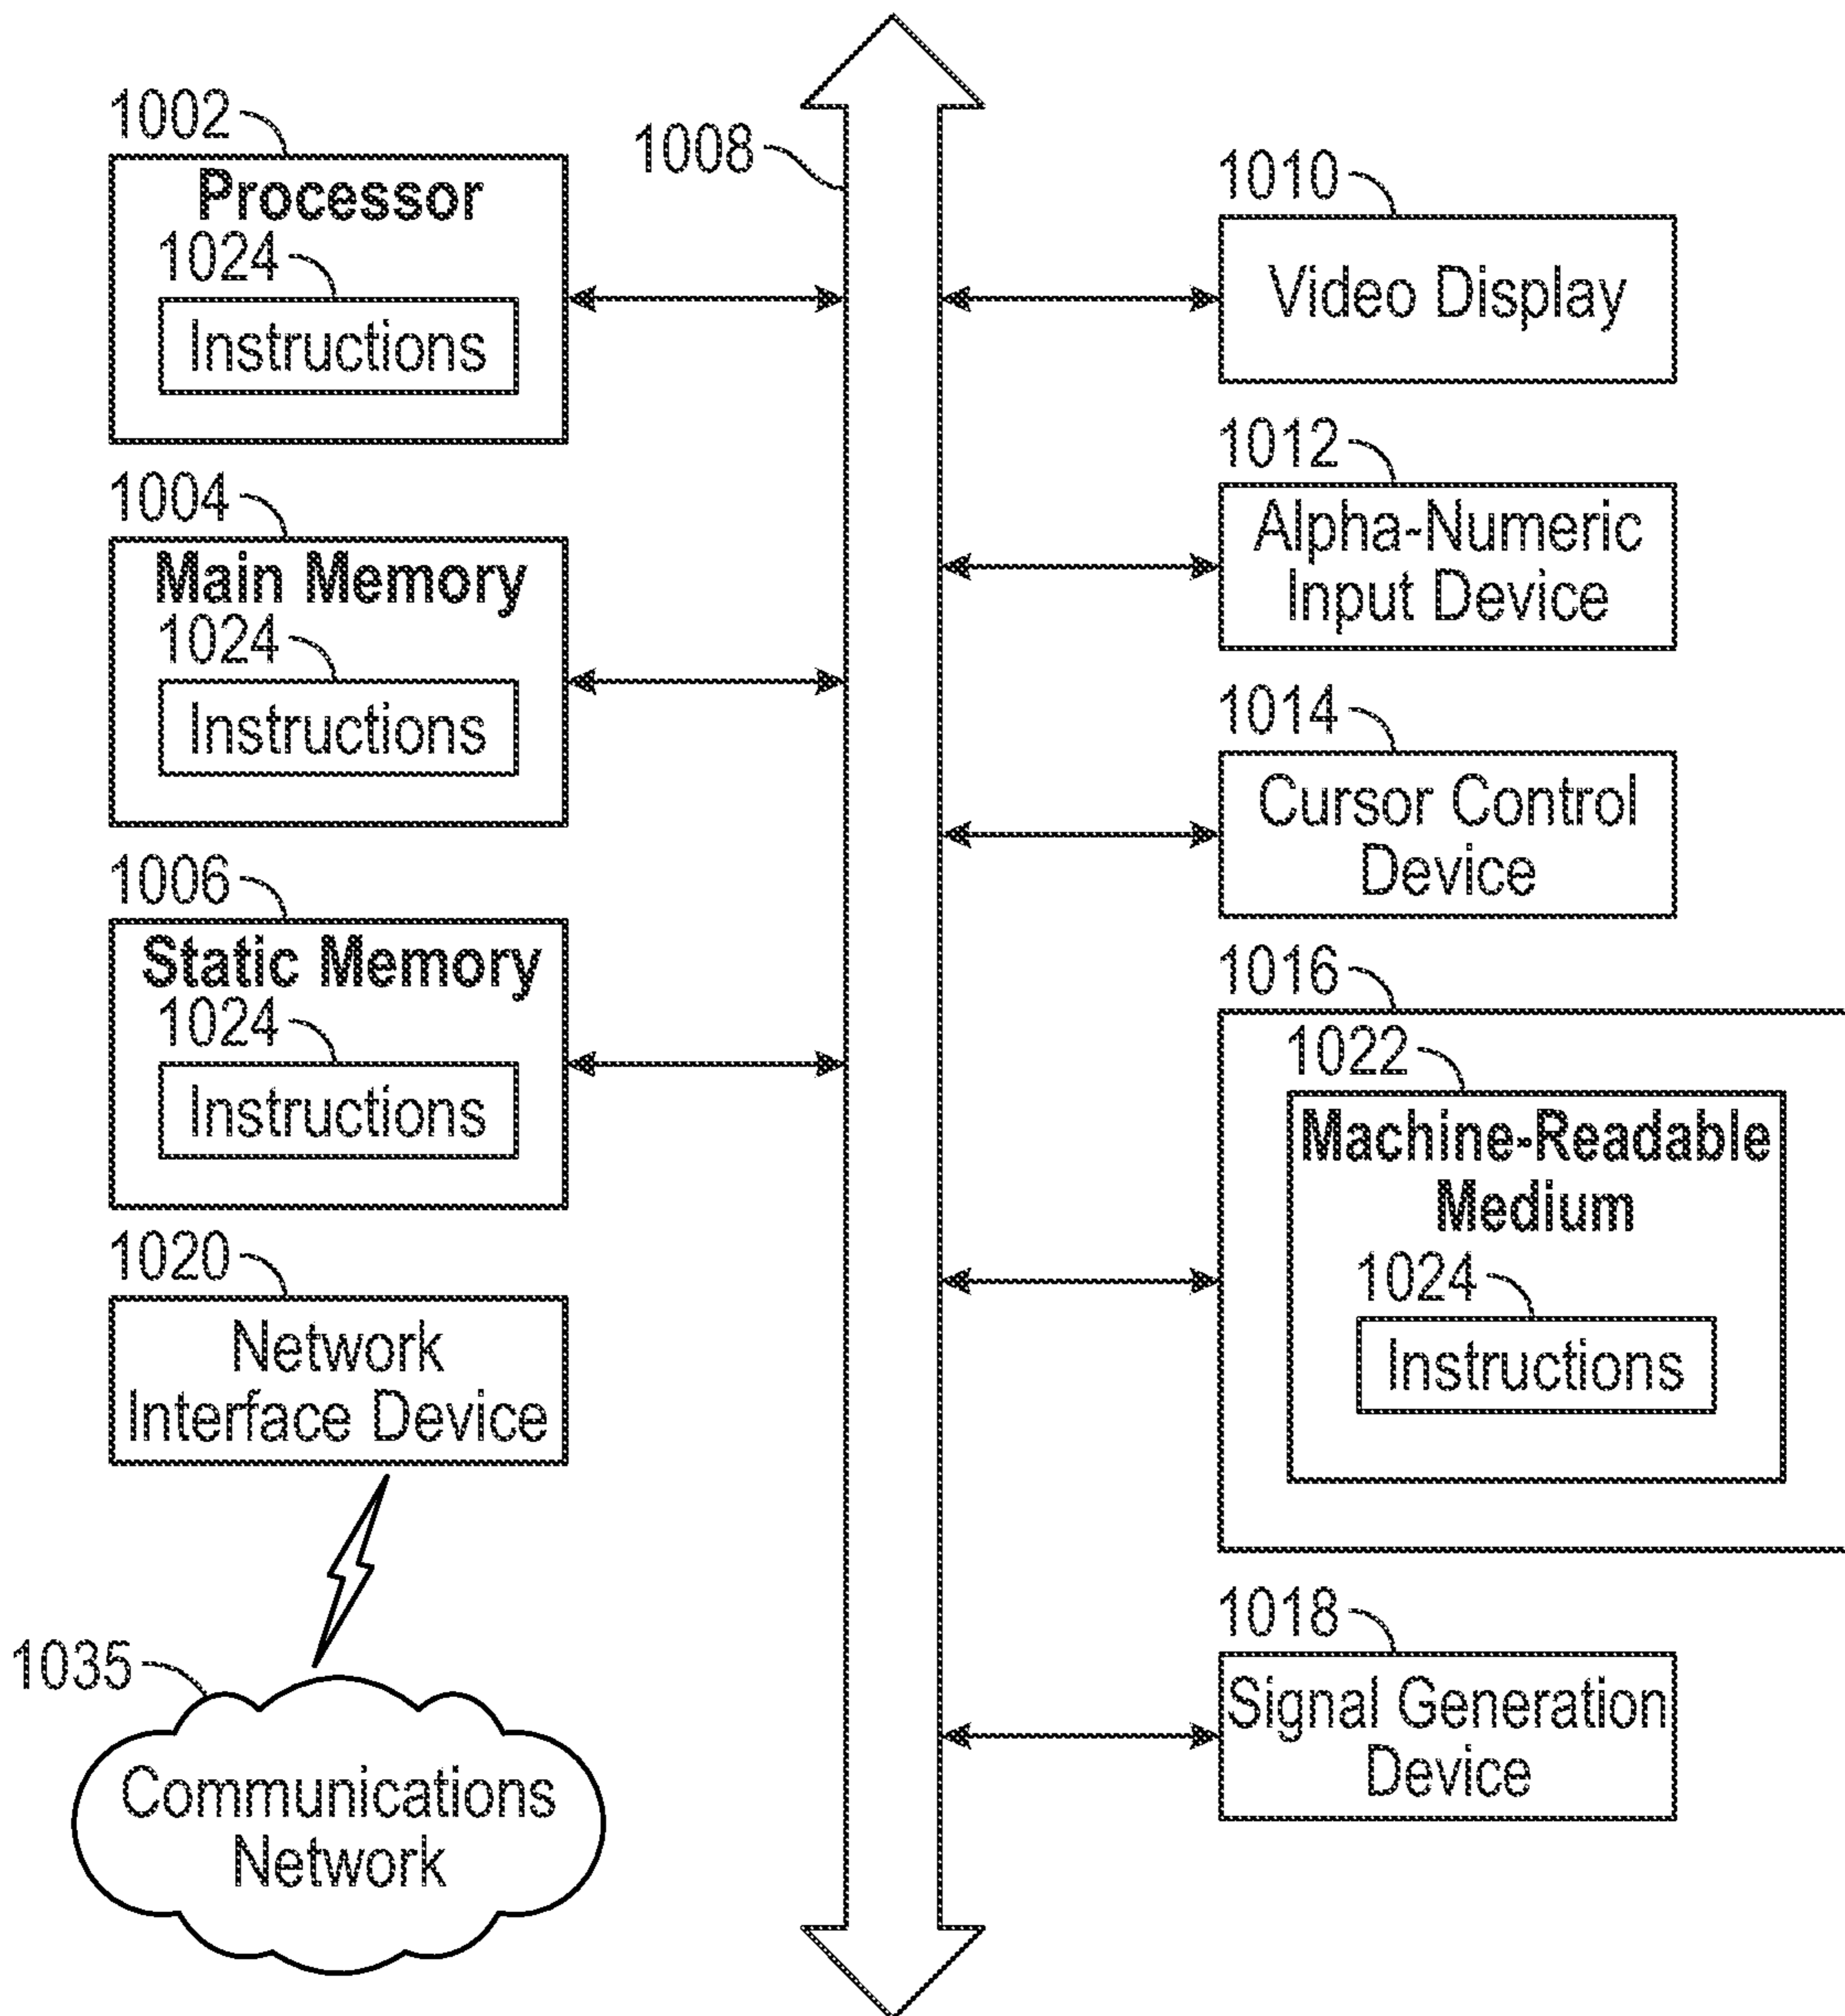 1002
Processor
1024
Instructions
1004
Main Memory
1024
Instructions
1006
Static Memory
1024
Instructions
1020
Network
Interface Device
1035
Communications
Network
1008
1010
Video Display
1012
Alpha-Numeric
Input Device
1014
Cursor Control
Device
1016
1022
Machine-Readable
Medium
1024
Instructions
1018
Signal Generation
Device